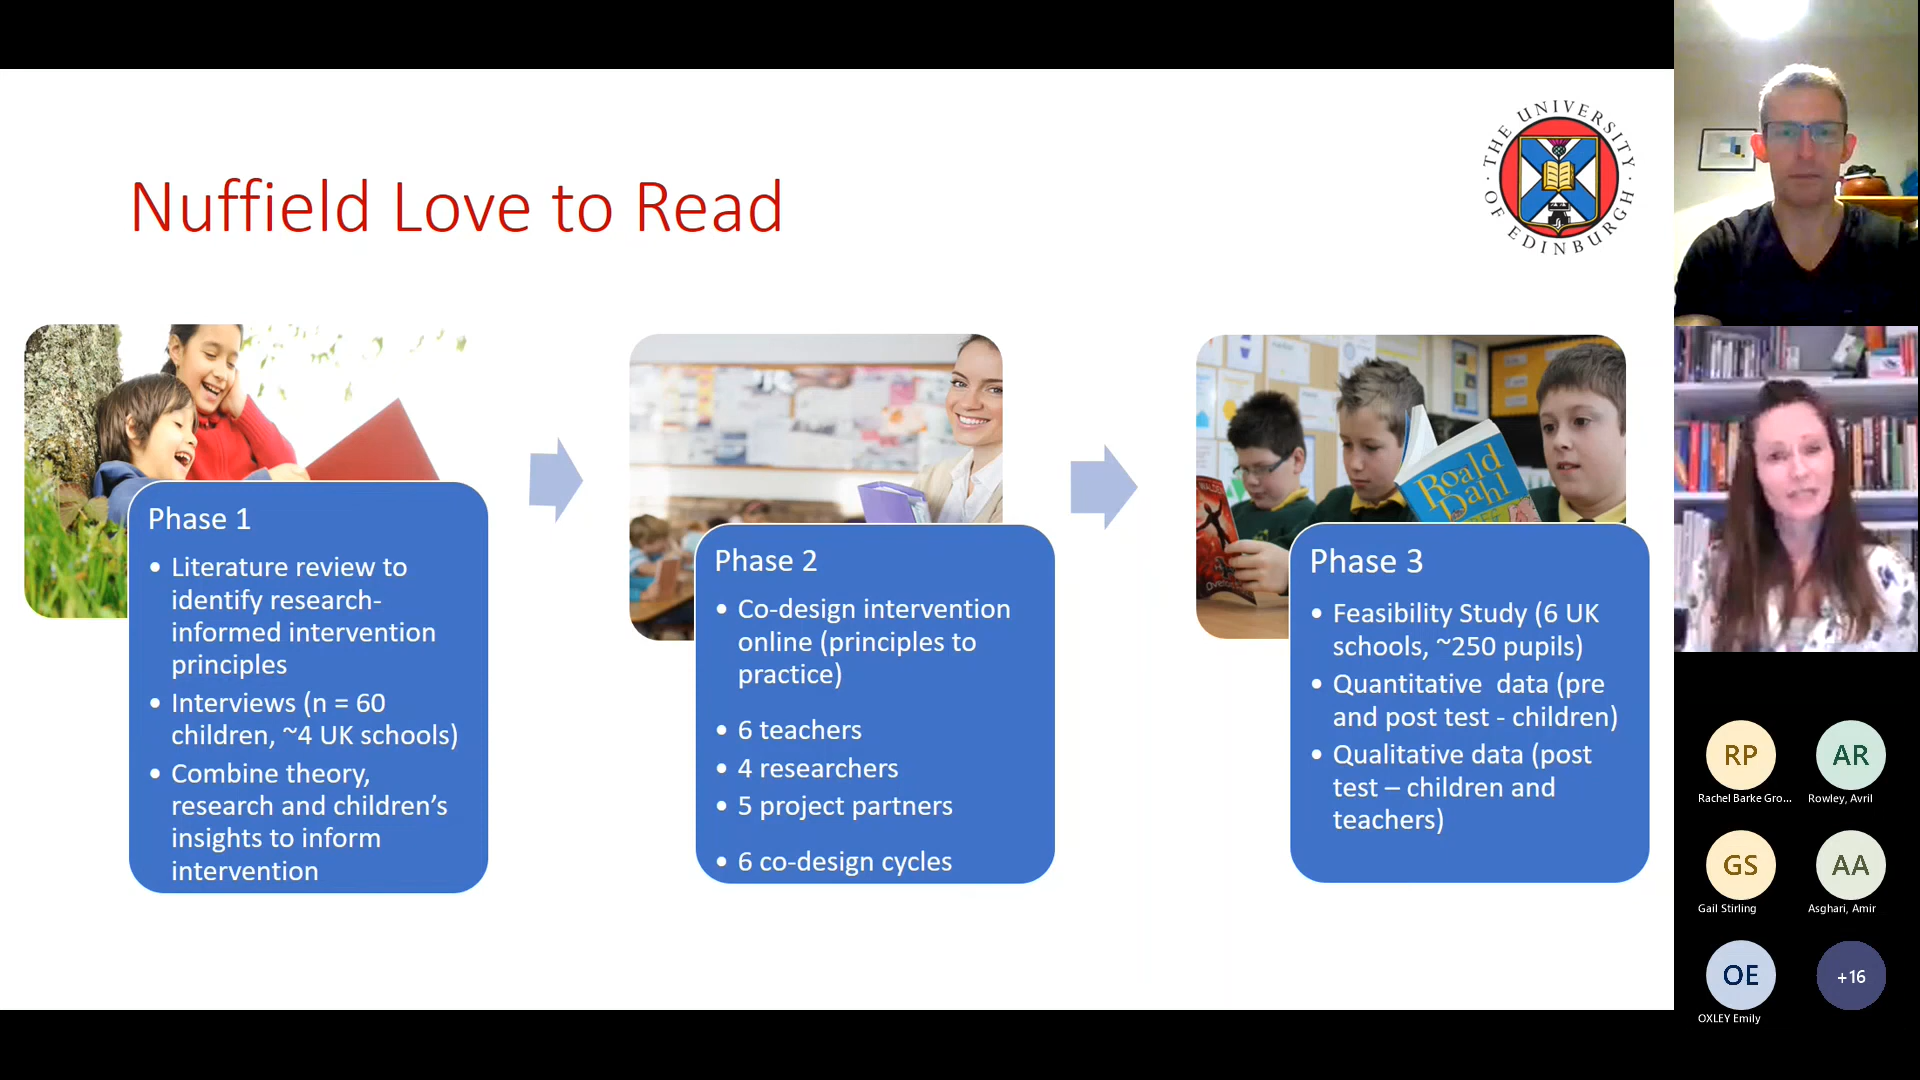 Nuffield Love to Read
THE UNIVERSITY OF EDINBURGH
Phase 1
• Literature review to
identify research-
informed intervention
principles
• Interviews (n = 60
children, ~4 UK schools)
• Combine theory,
research and children's
insights to inform
intervention
Phase 2
• Co-design intervention
online (principles to
practice)
• 6 teachers
• 4 researchers
• 5 project partners
• 6 co-design cycles
Roald
Dahl
Phase 3
• Feasibility Study (6 UK
schools, ~250 pupils)
• Quantitative  data (pre
and post test - children)
• Qualitative data (post
test – children and
teachers)
RP
Rachel Barke Gro...
AR
Rowley, Avril
GS
Gail Stirling
AA
Asghari, Amir
OE
OXLEY Emily
+16